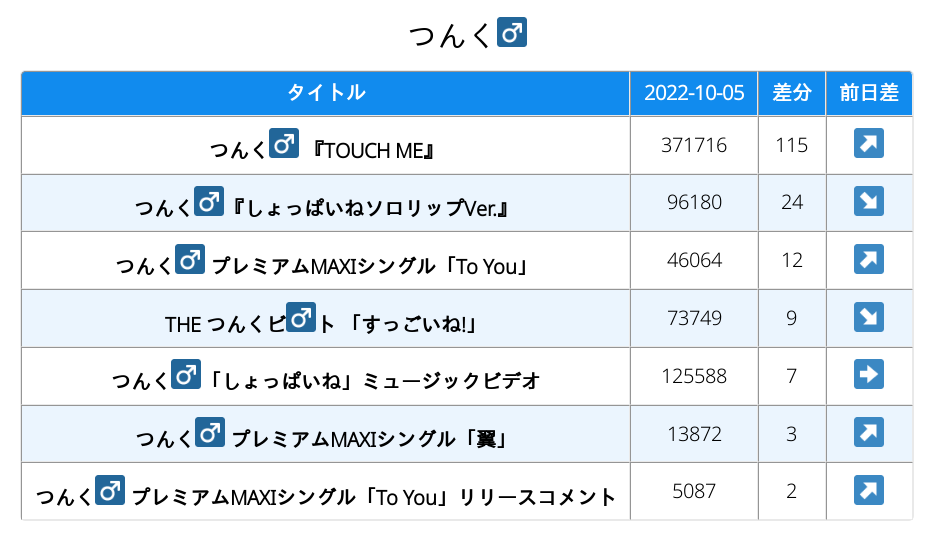 つんく♂
タイトル 2022-10-05 差分 前日差
つんく♂ 『TOUCH ME』 371716 115 ↗
つんく♂『しょっぱいねソロリップVer.』 96180 24 ↘
つんく♂ プレミアムMAXIシングル「To You」 46064 12 ↗
THE つんくビ♂ト 「すっごいね!」 73749 9 ↘
つんく♂「しょっぱいね」ミュージックビデオ 125588 7 ➡
つんく♂ プレミアムMAXIシングル「翼」 13872 3 ↗
つんく♂ プレミアムMAXIシングル「To You」リリースコメント 5087 2 ↗